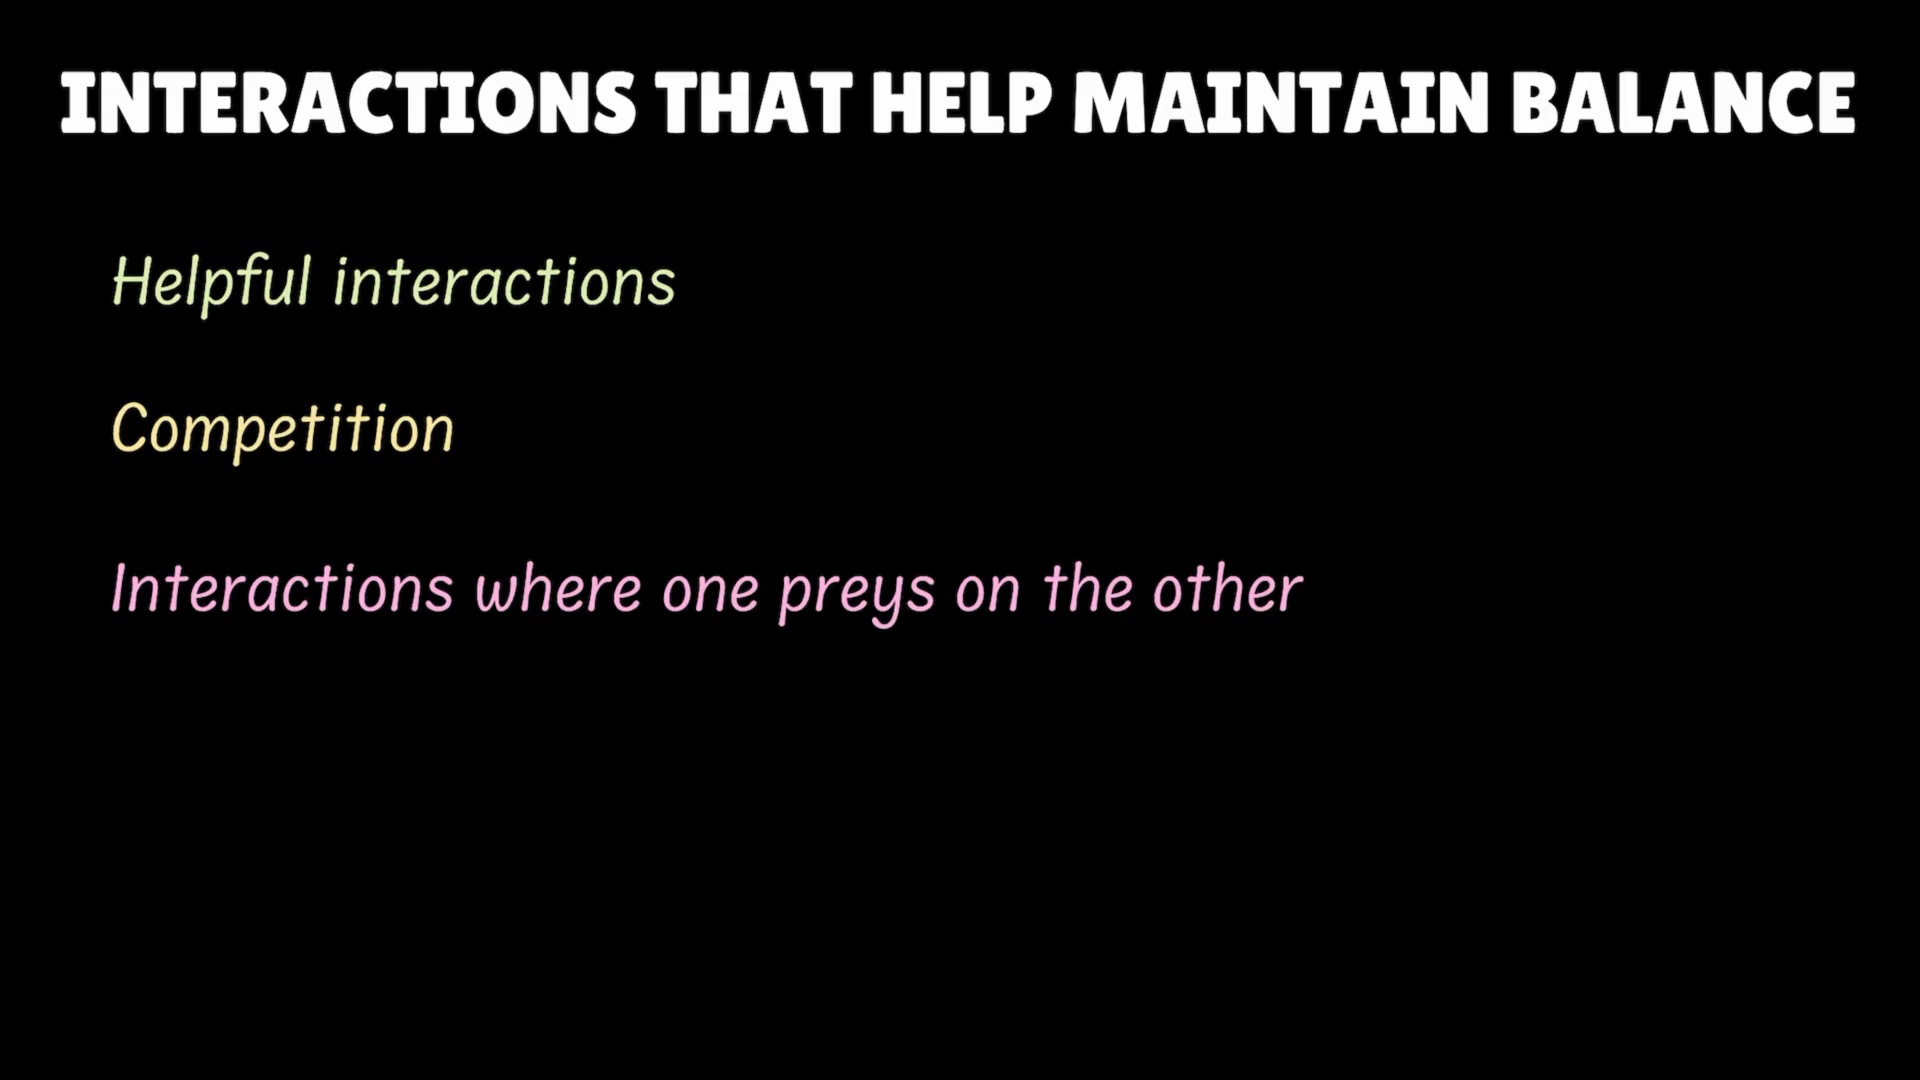 INTERACTIONS THAT HELP MAINTAIN BALANCE
Helpful interactions
Competition
Interactions where one preys on the other